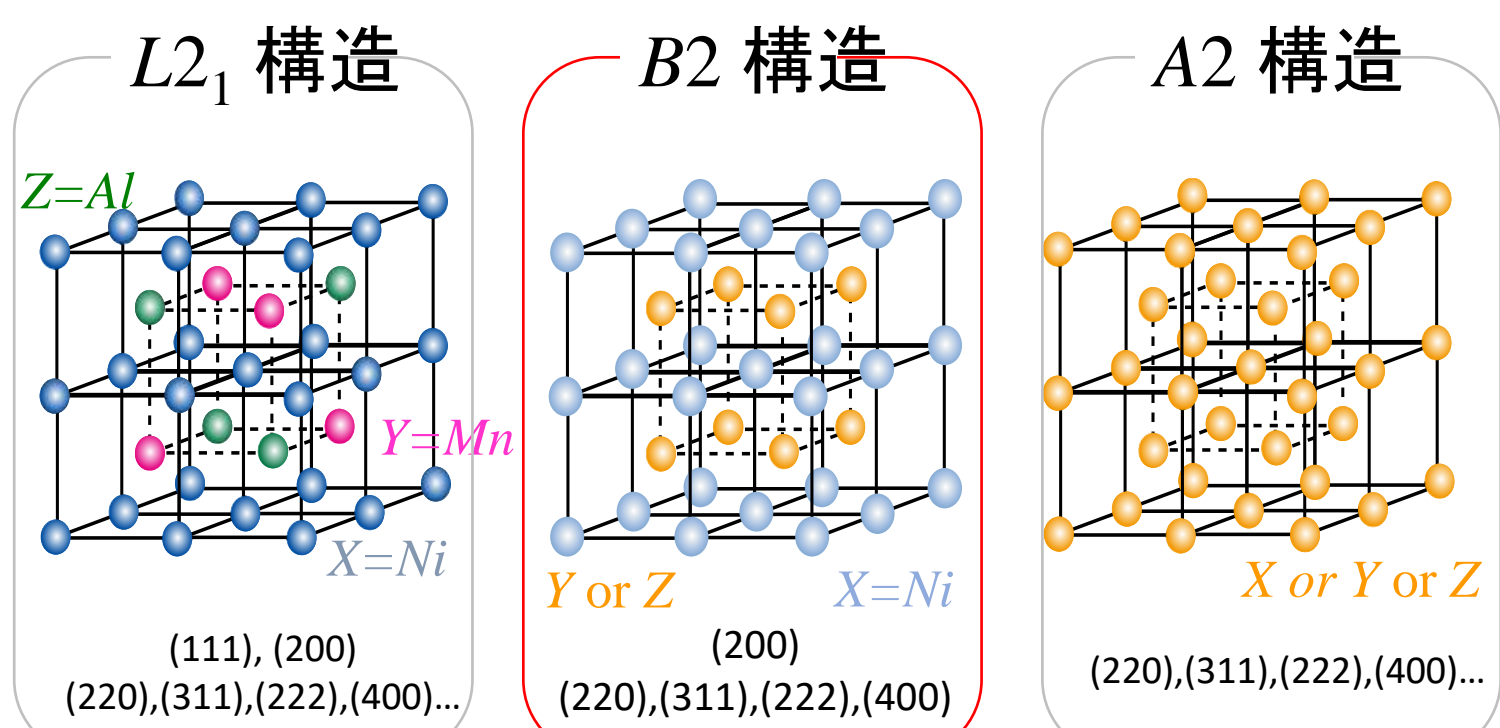 L2₁ 構造
Z=Al
Y=Mn
X=Ni
(111), (200)
(220),(311),(222),(400)…
B2 構造
Y or Z
X=Ni
(200)
(220),(311),(222),(400)
A2 構造
X or Y or Z
(220),(311),(222),(400)…